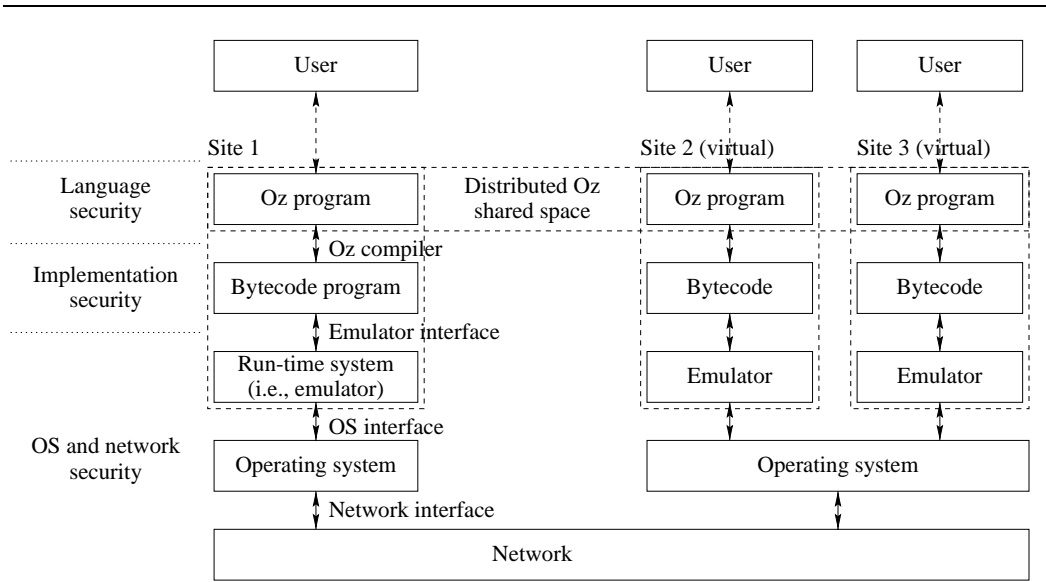 User
User
User
Site 1
Site 2 (virtual)
Site 3 (virtual)
Language
security
Oz program
Distributed Oz
shared space
Oz program
Oz program
Oz compiler
Implementation
security
Bytecode program
Bytecode
Bytecode
Emulator interface
Run-time system
(i.e., emulator)
Emulator
Emulator
OS interface
OS and network
security
Operating system
Operating system
Network interface
Network